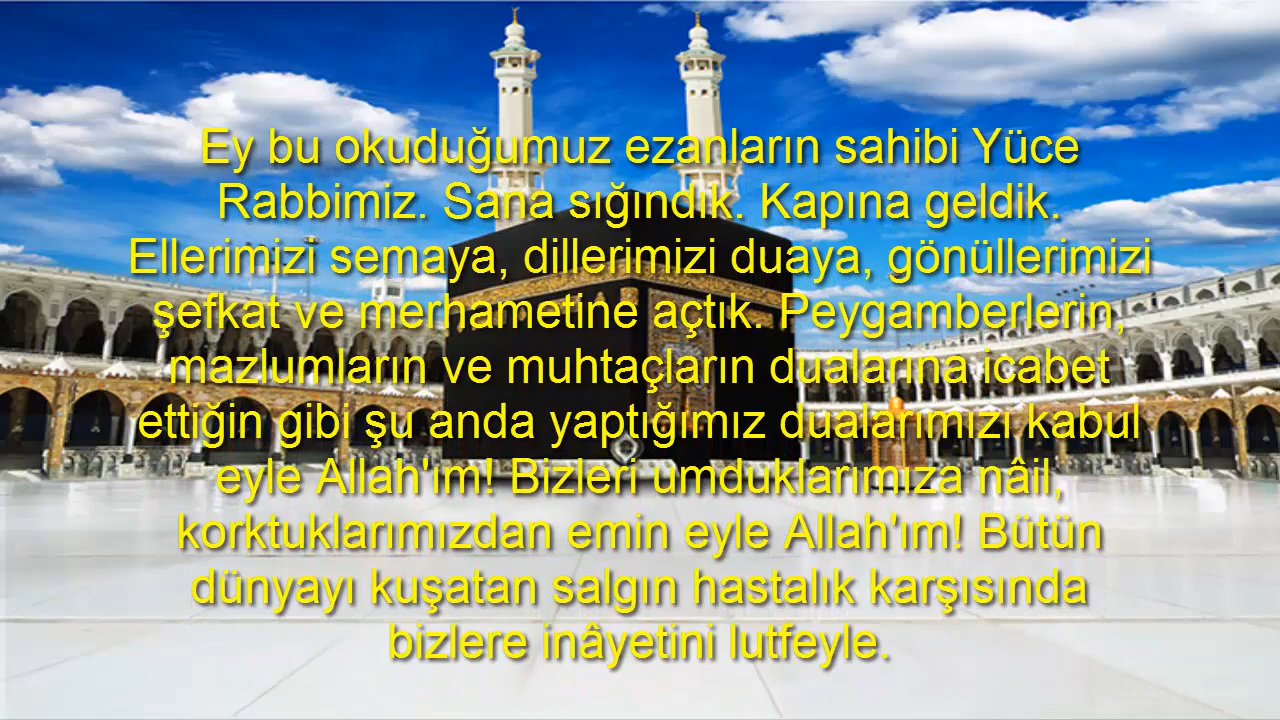 Ey bu okuduğumuz ezanların sahibi Yüce
Rabbimiz. Sana sığındık. Kapına geldik.
Ellerimizi semaya, dillerimizi duaya, gönüllerimizi
şefkat ve merhametine açtık. Peygamberlerin,
mazlumların ve muhtaçların dualarına icabet
ettiğin gibi şu anda yaptığımız dualarımızı kabul
eyle Allah'ım! Bizleri umduklarımıza nâil,
korktuklarımızdan emin eyle Allah'ım! Bütün
dünyayı kuşatan salgın hastalık karşısında
bizlere inâyetini lutfeyle.